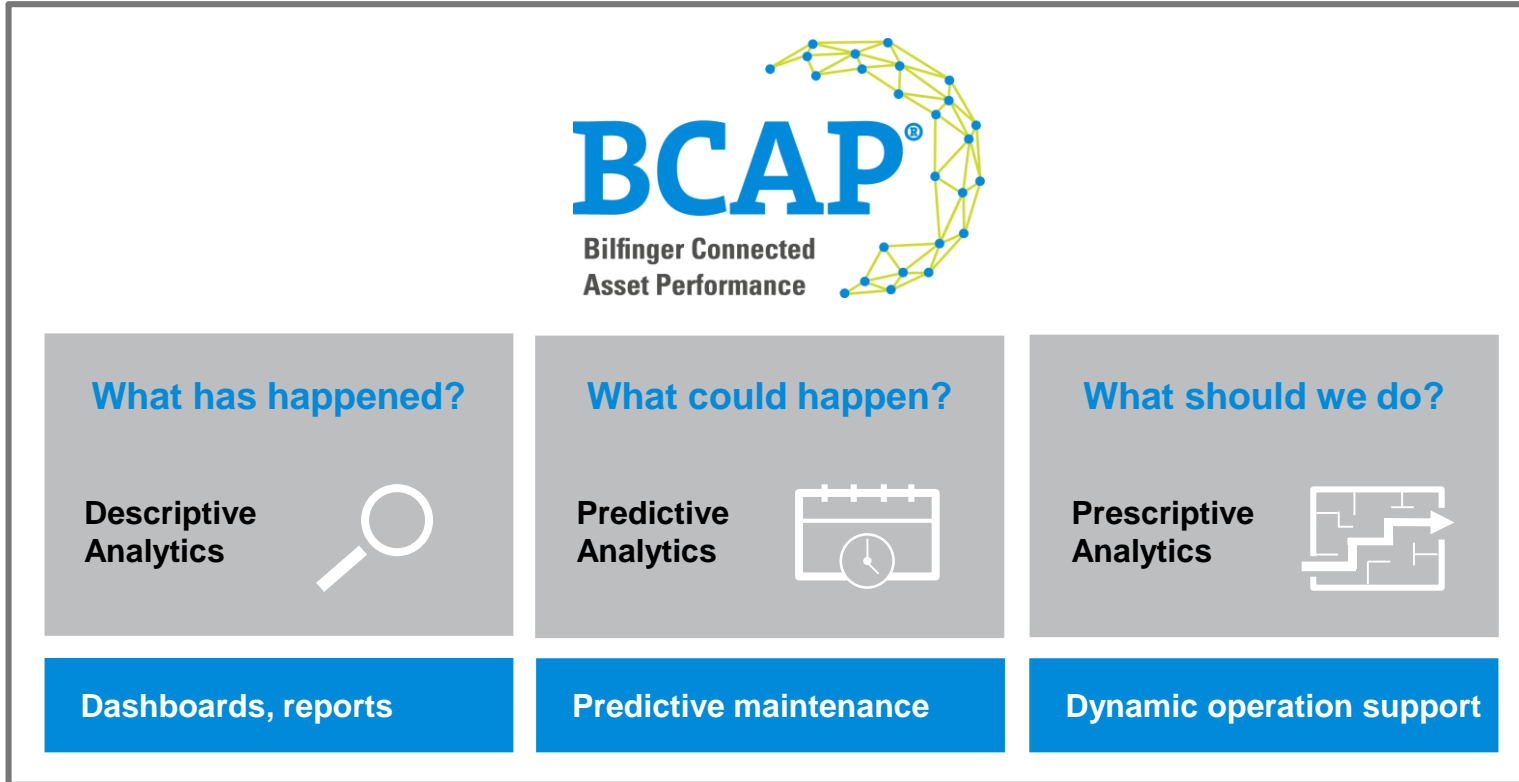 BCAP®
Bilfinger Connected
Asset Performance
What has happened?
Descriptive
Analytics
Dashboards, reports
What could happen?
Predictive
Analytics
Predictive maintenance
What should we do?
Prescriptive
Analytics
Dynamic operation support